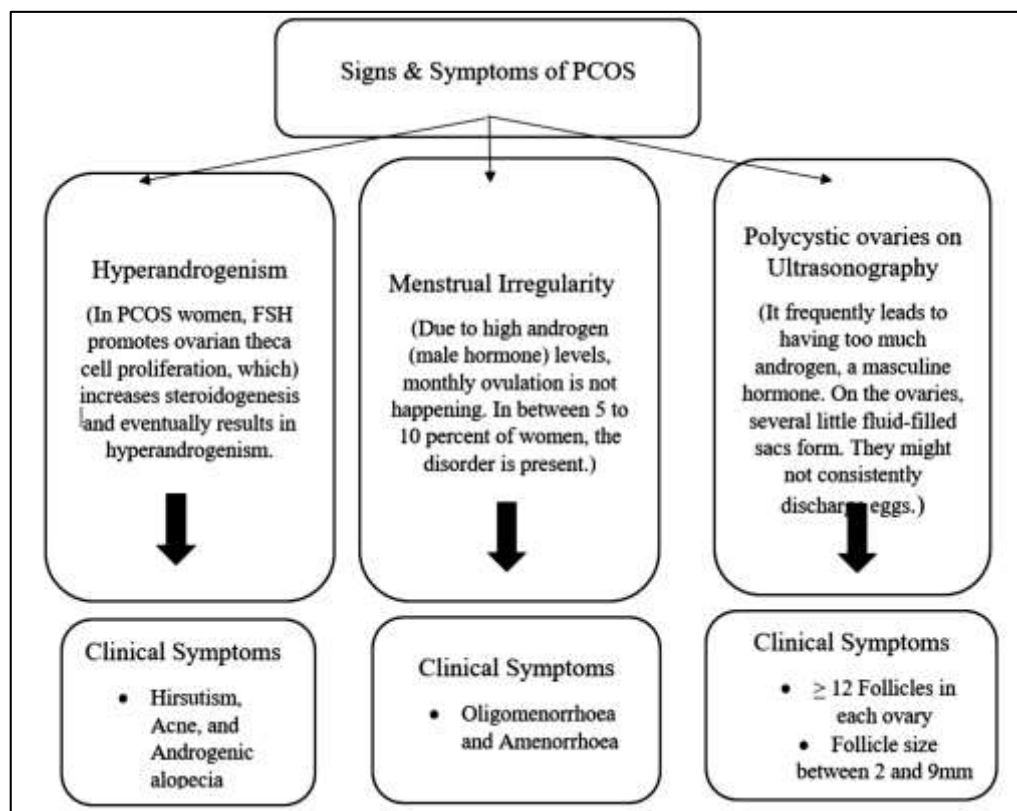 Signs & Symptoms of PCOS
Hyperandrogenism
(In PCOS women, FSH
promotes ovarian theca
cell proliferation, which)
increases steroidogenesis
and eventually results in
hyperandrogenism.
Clinical Symptoms
• Hirsutism,
Acne, and
Androgenic
alopecia
Menstrual Irregularity
(Due to high androgen
(male hormone) levels,
monthly ovulation is not
happening. In between 5 to
10 percent of women, the
disorder is present.)
Clinical Symptoms
• Oligomenorrhoea
and Amenorrhoea
Polycystic ovaries on
Ultrasonography
(It frequently leads to
having too much
androgen, a masculine
hormone. On the ovaries,
several little fluid-filled
sacs form. They might
not consistently
discharge eggs.)
Clinical Symptoms
• ≥ 12 Follicles in
each ovary
• Follicle size
between 2 and 9mm